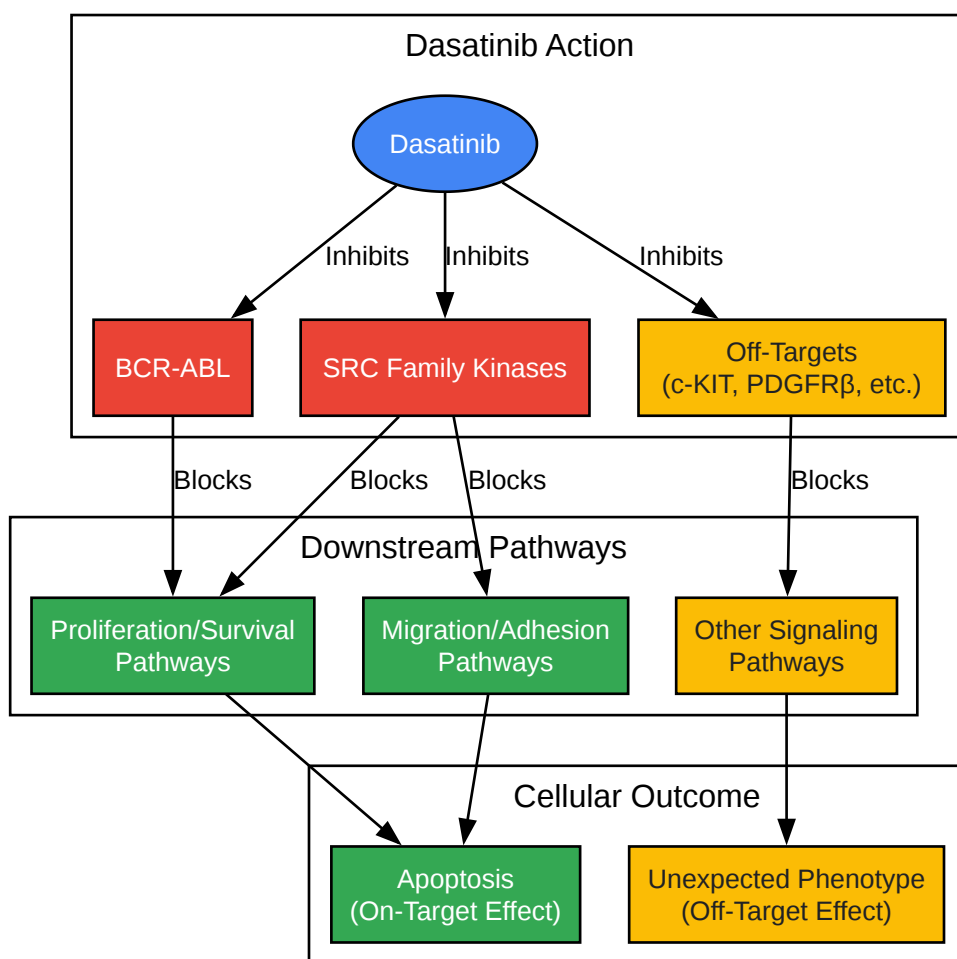 Dasatinib Action
Dasatinib
Inhibits
Inhibits
Inhibits
BCR-ABL
SRC Family Kinases
Off-Targets
(c-KIT, PDGFRβ, etc.)
Blocks
Blocks
Blocks
Blocks
Downstream Pathways
Proliferation/Survival
Pathways
Migration/Adhesion
Pathways
Other Signaling
Pathways
Cellular Outcome
Apoptosis
(On-Target Effect)
Unexpected Phenotype
(Off-Target Effect)